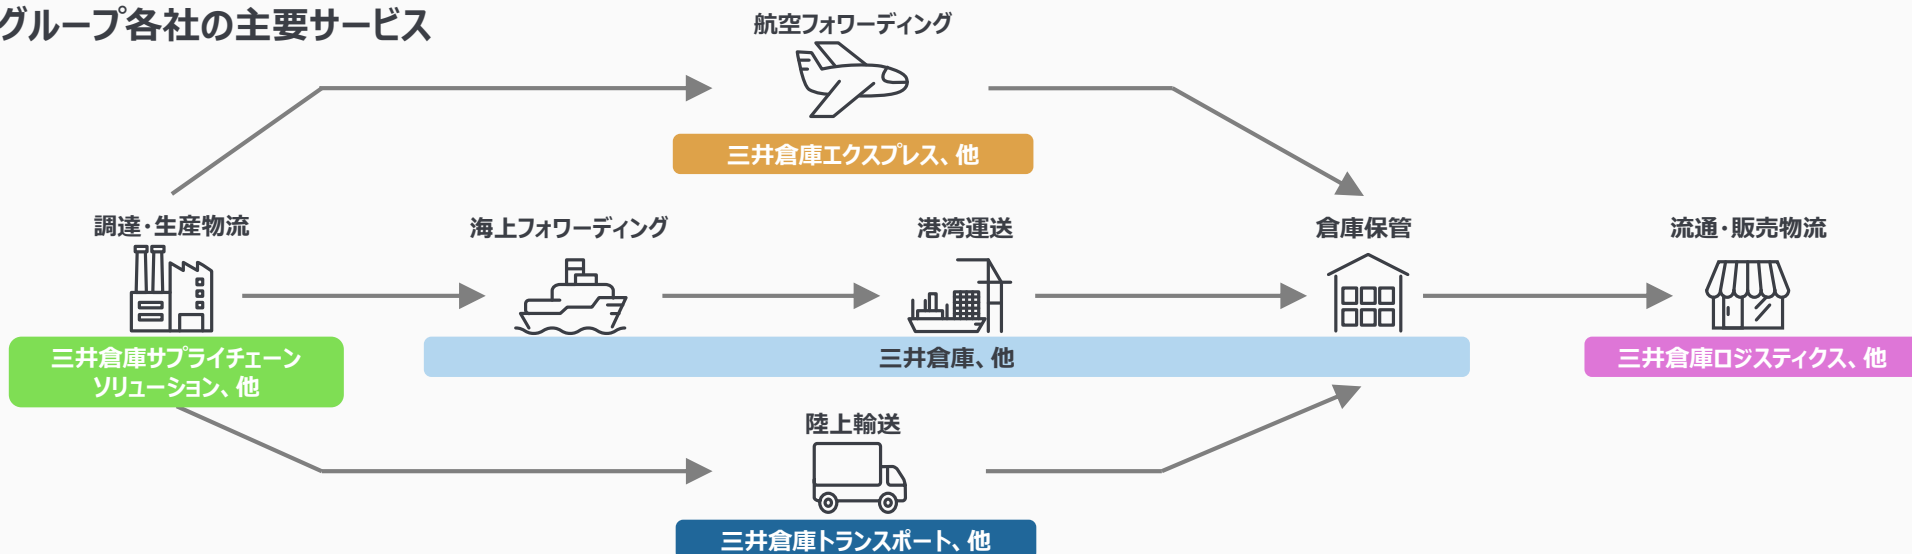 グループ各社の主要サービス
航空フォワーディング
三井倉庫エクスプレス、他
調達・生産物流
海上フォワーディング
港湾運送
倉庫保管
流通・販売物流
三井倉庫サプライチェーン
ソリューション、他
三井倉庫、他
三井倉庫ロジスティクス、他
陸上輸送
三井倉庫トランスポート、他